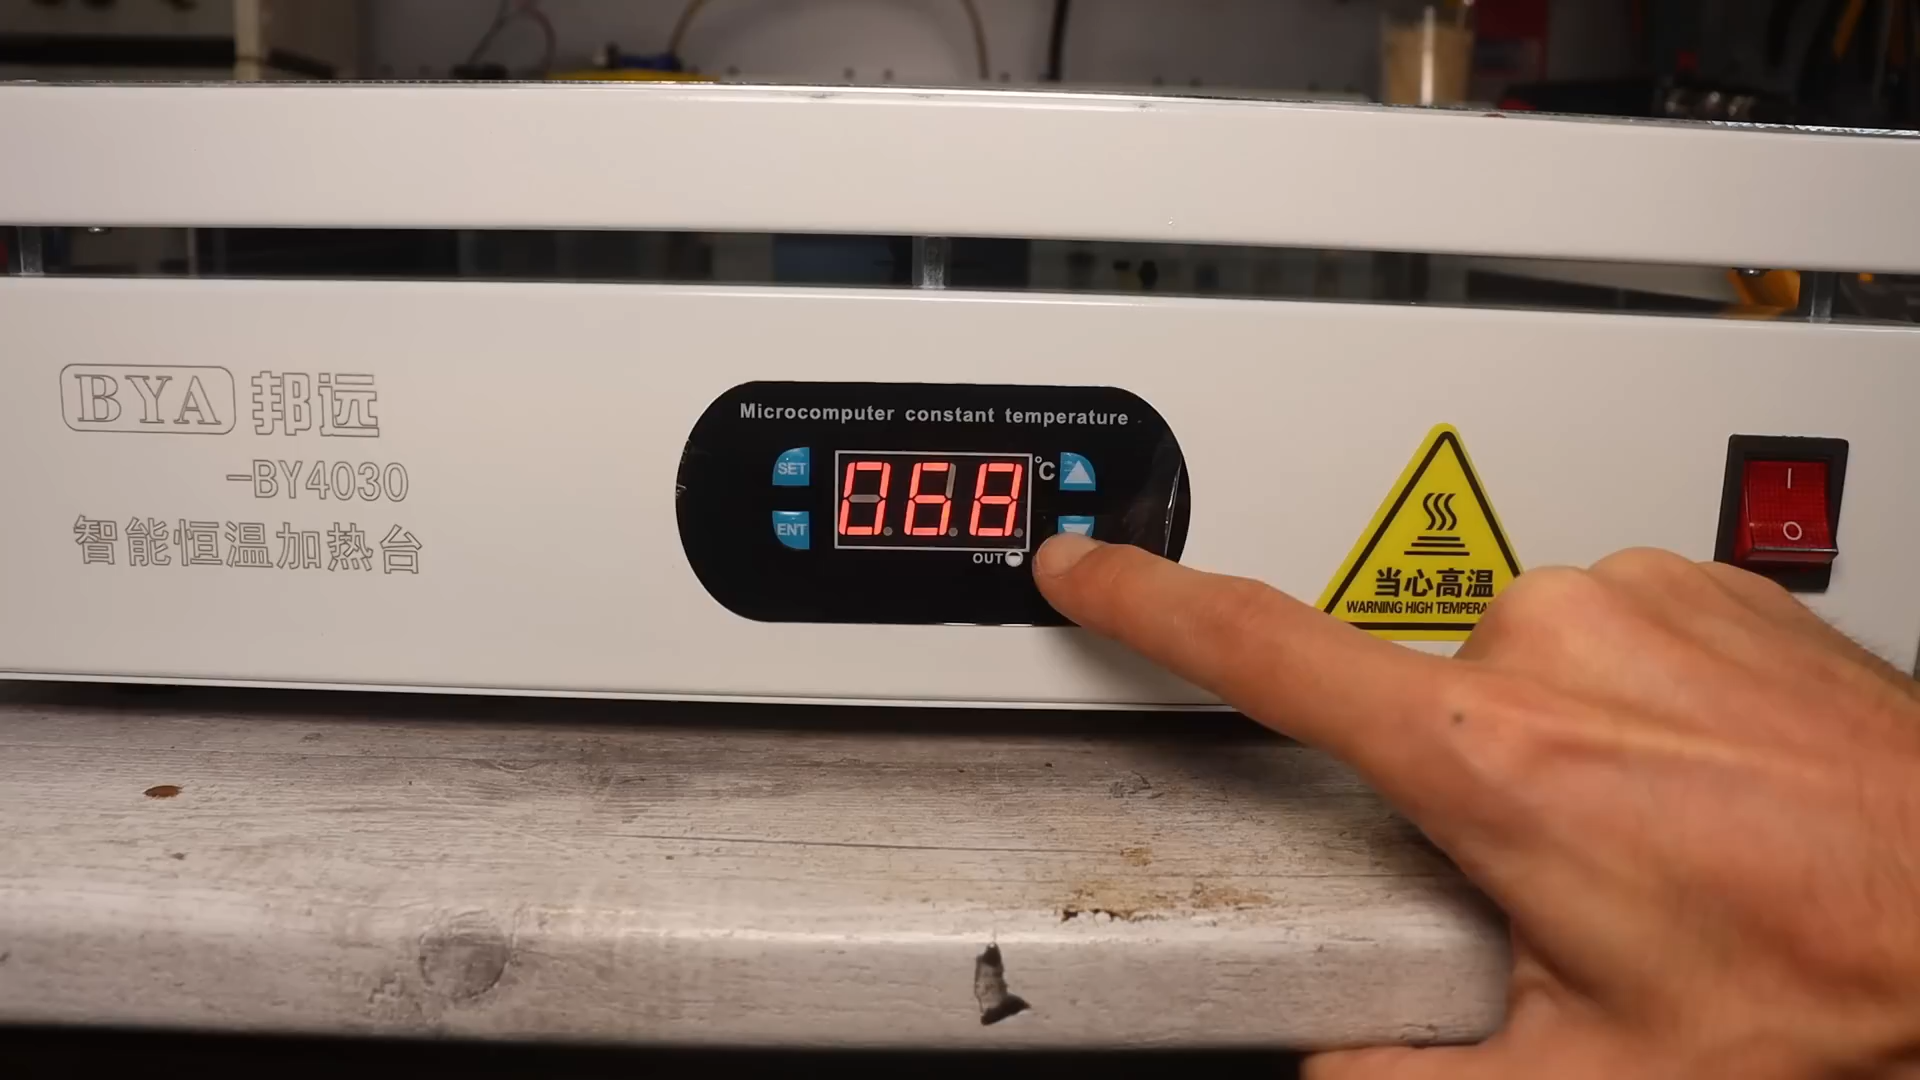 BYA 邦远
-BY4030
智能恒温加热台
Microcomputer constant temperature
SET
ENT
068
°C
OUT
当心高温
WARNING HIGH